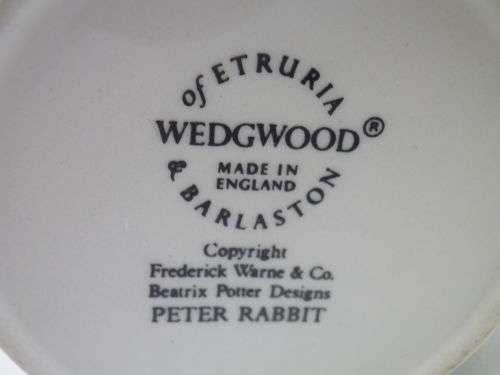 of ETRURIA
WEDGWOOD®
MADE IN
ENGLAND
& BARLASTON
Copyright
Frederick Warne & Co.
Beatrix Potter Designs
PETER RABBIT